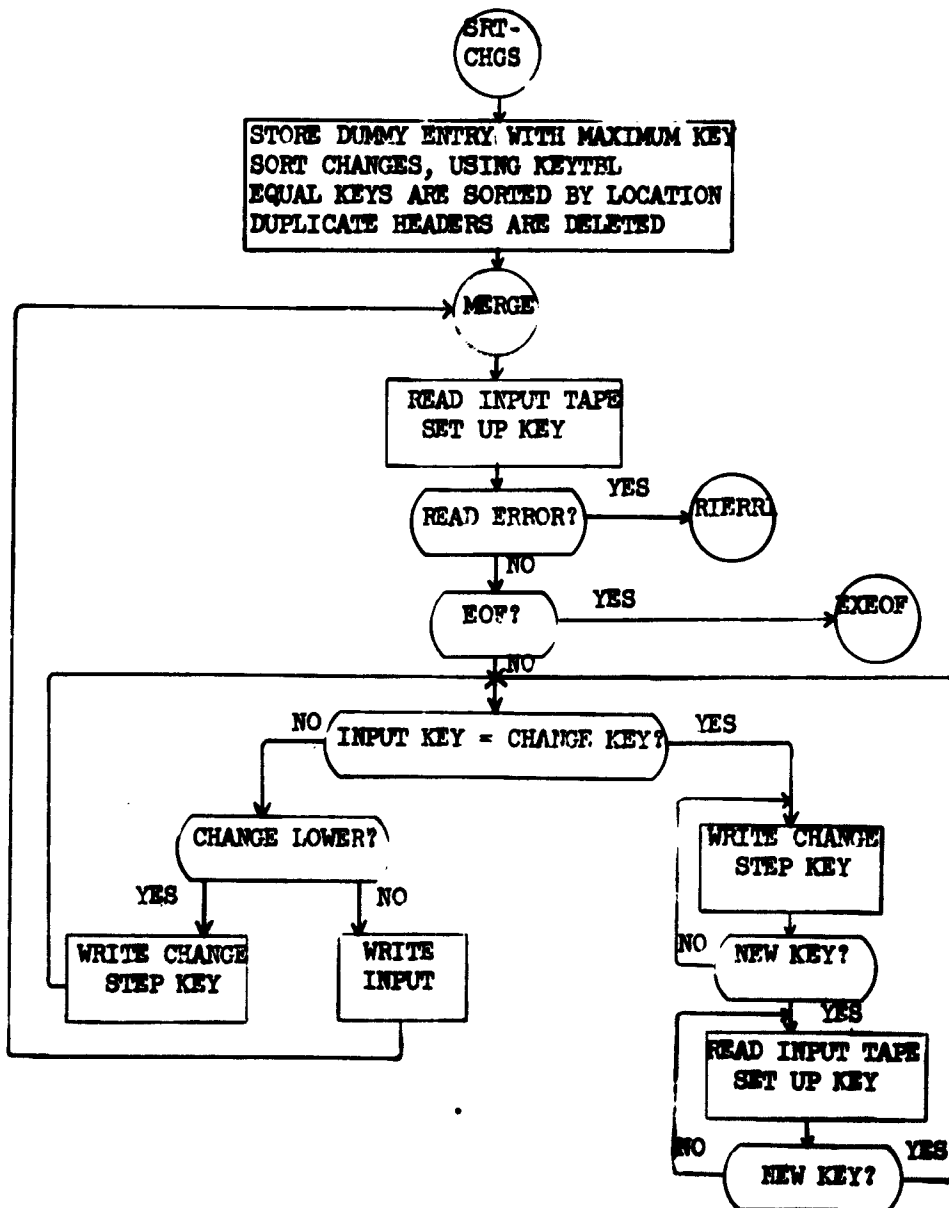 SRT-
CHGS
STORE DUMMY ENTRY WITH MAXIMUM KEY
SORT CHANGES, USING KEYTBL
EQUAL KEYS ARE SORTED BY LOCATION
DUPLICATE HEADERS ARE DELETED
MERGE
READ INPUT TAPE
SET UP KEY
READ ERROR?
YES
NO
EOF?
YES
EXEOF
NO
INPUT KEY = CHANGE KEY?
NO
YES
CHANGE LOWER?
YES
NO
WRITE CHANGE
STEP KEY
WRITE
INPUT
WRITE CHANGE
STEP KEY
NEW KEY?
NO
YES
READ INPUT TAPE
SET UP KEY
NEW KEY?
NO
YES